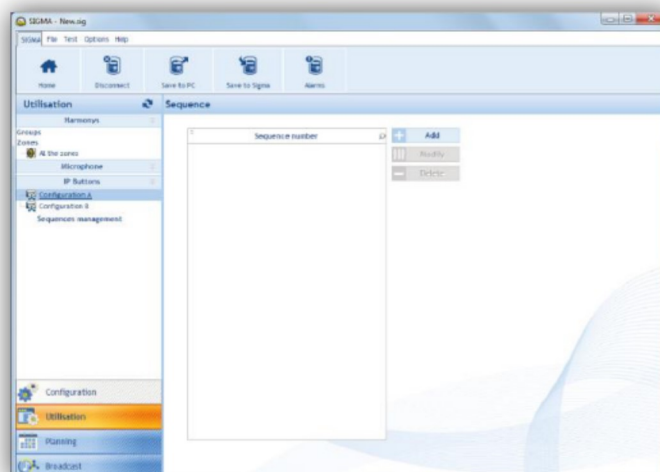 SIGMA - New.sig
SIGMA File Test Options Help
Home Disconnect Save to PC Save to Sigma Alarms
Utilisation
Sequence
Harmonys
Groups
Zones
All the zones
Microphone
IP Buttons
Configuration A
Configuration B
Sequences management
Sequence number
Add
Modify
Delete
Configuration
Utilisation
Planning
Broadcast